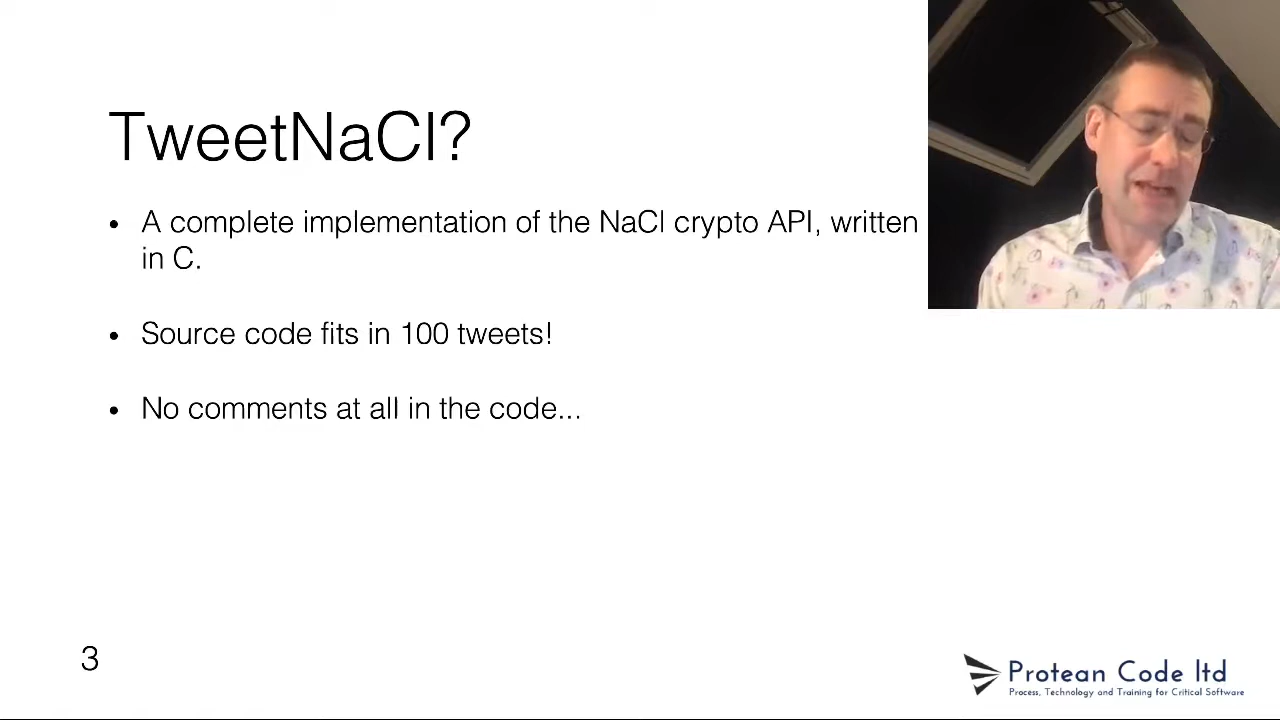 TweetNaCl?
• A complete implementation of the NaCl crypto API, written
in C.
• Source code fits in 100 tweets!
• No comments at all in the code...
3
Protean Code ltd
Process, Technology and Training for Critical Software